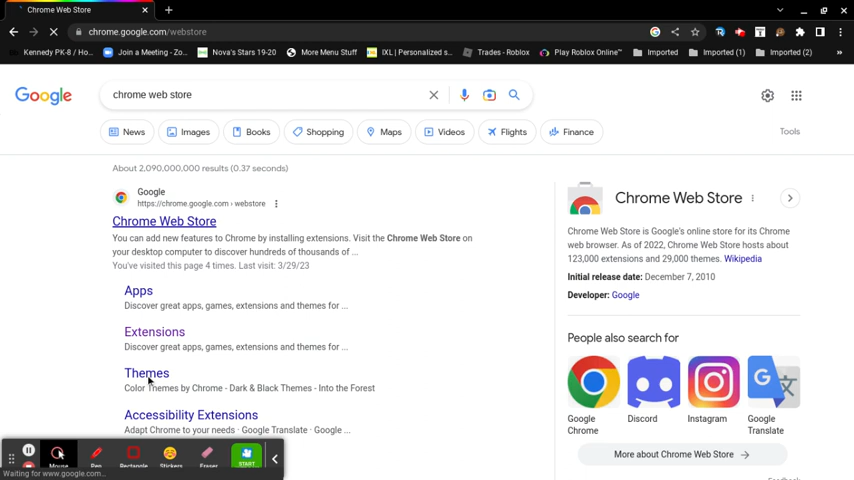 Chrome Web Store
chrome.google.com/webstore
Kennedy PK-8 / Ho...
Join a Meeting - Zo...
Nova's Stars 19-20
More Menu Stuff
IXL | Personalized s...
Trades - Roblox
Play Roblox Online™
Imported
Imported (1)
Imported (2)
»
Google
chrome web store
News
Images
Books
Shopping
Maps
Videos
Flights
Finance
Tools
About 2,090,000,000 results (0.37 seconds)
Google
https://chrome.google.com › webstore
Chrome Web Store
You can add new features to Chrome by installing extensions. Visit the Chrome Web Store on
your desktop computer to discover hundreds of thousands of ...
You've visited this page 4 times. Last visit: 3/29/23
Apps
Discover great apps, games, extensions and themes for ...
Extensions
Discover great apps, games, extensions and themes for ...
Themes
Color Themes by Chrome - Dark & Black Themes - Into the Forest
Accessibility Extensions
Adapt Chrome to your needs · Google Translate · Google ...
Chrome Web Store
Chrome Web Store is Google's online store for its Chrome
web browser. As of 2022, Chrome Web Store hosts about
123,000 extensions and 29,000 themes. Wikipedia
Initial release date: December 7, 2010
Developer: Google
People also search for
Google
Chrome
Discord
Instagram
Google
Translate
More about Chrome Web Store
Mouse
Pen
Rectangle
Stickers
Eraser
START
Waiting for www.google.com...